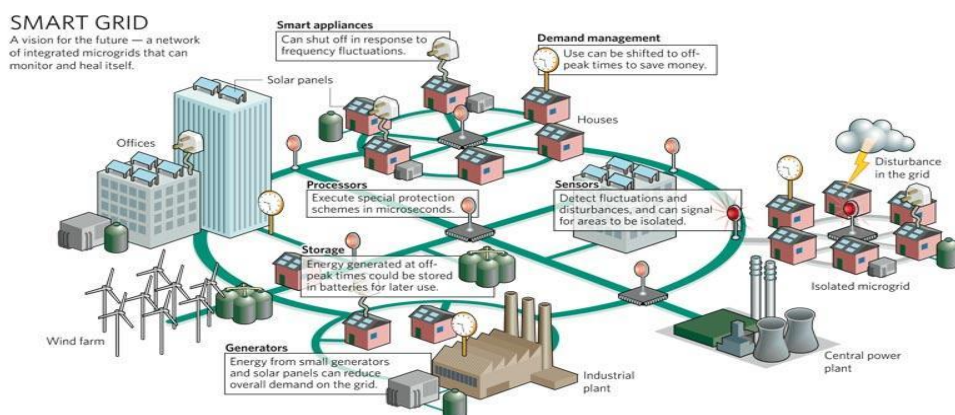 SMART GRID
A vision for the future — a network
of integrated microgrids that can
monitor and heal itself.
Smart appliances
Can shut off in response to
frequency fluctuations.
Demand management
Use can be shifted to off-
peak times to save money.
Solar panels
Houses
Offices
Disturbance
in the grid
Processors
Execute special protection
schemes in microseconds.
Sensors
Detect fluctuations and
disturbances, and can signal
for areas to be isolated.
Storage
Energy generated at off-
peak times could be stored
in batteries for later use.
Isolated microgrid
Wind farm
Generators
Energy from small generators
and solar panels can reduce
overall demand on the grid.
Industrial
plant
Central power
plant